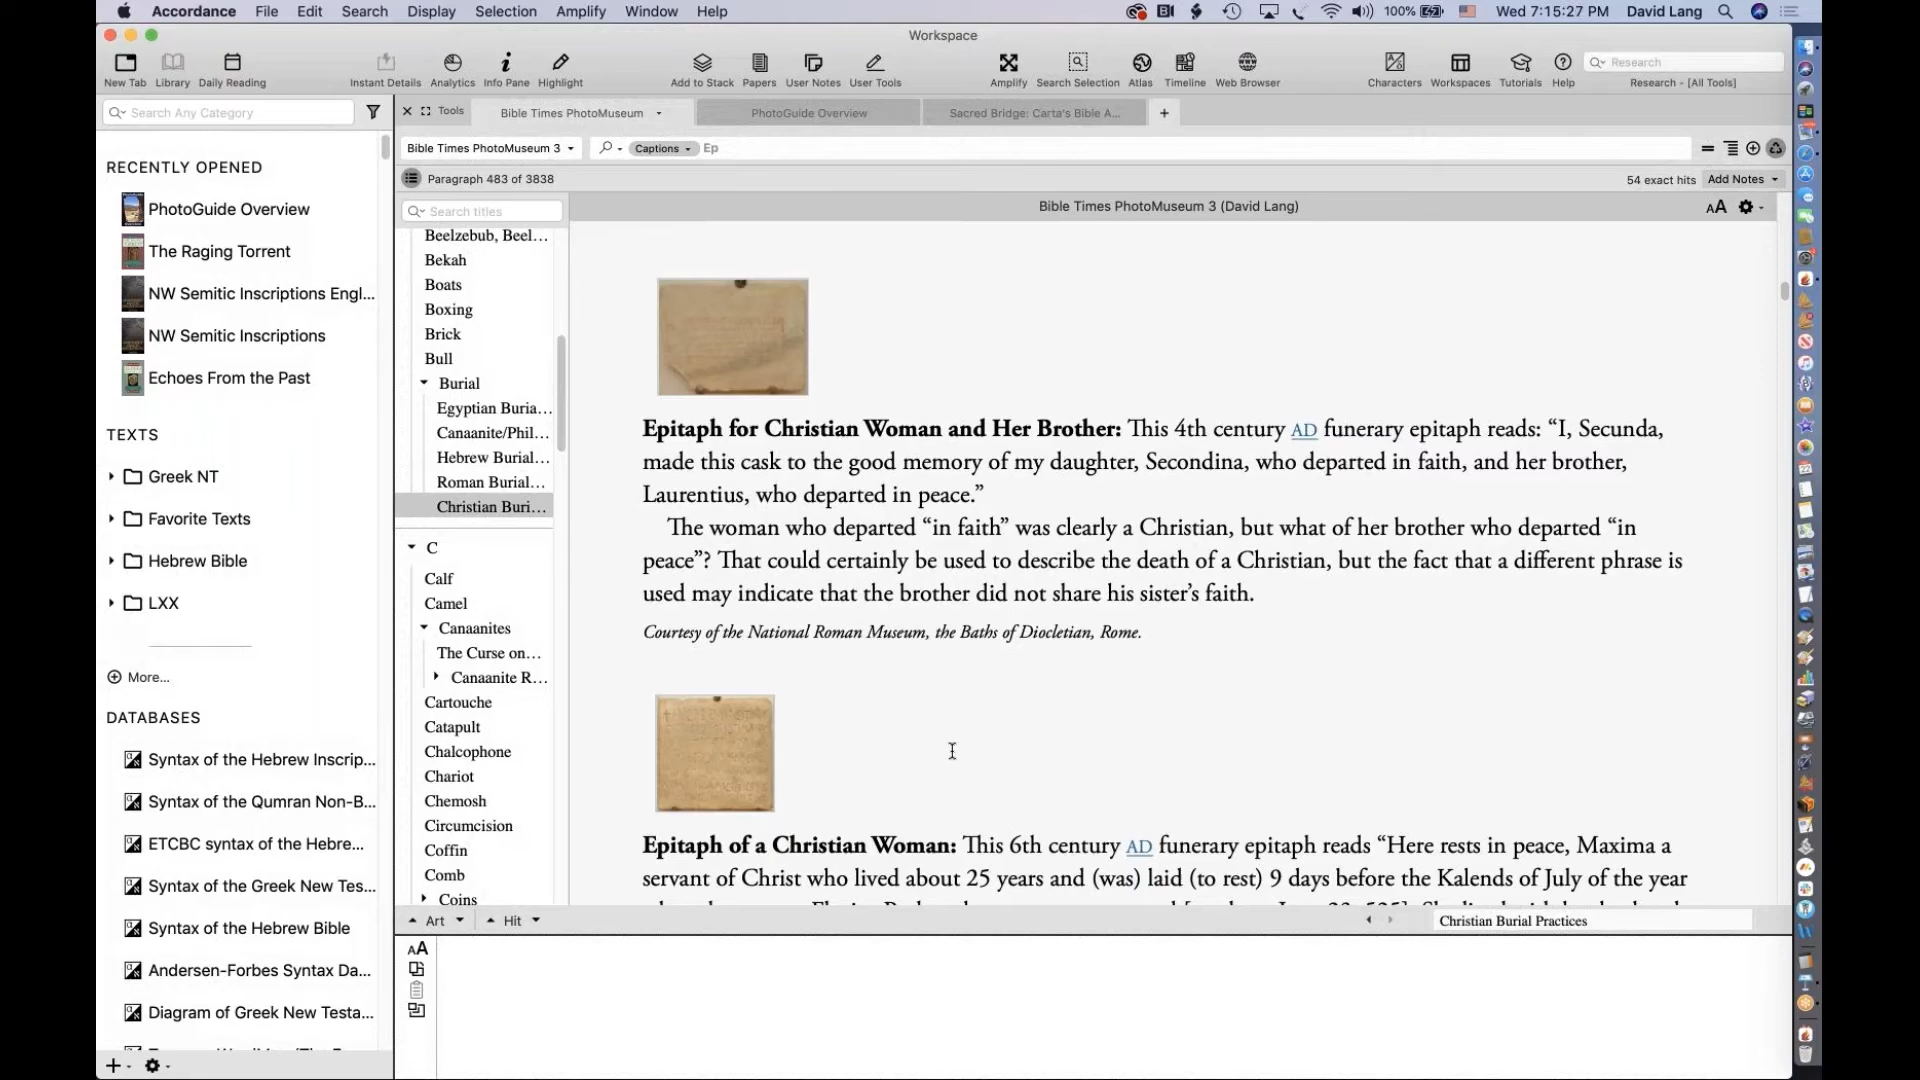 Accordance File Edit Search Display Selection Amplify Window Help
100% Wed 7:15:27 PM David Lang
Workspace
New Tab Library Daily Reading Instant Details Analytics Info Pane Highlight Add to Stack Papers User Notes User Tools Amplify Search Selection Atlas Timeline Web Browser Characters Workspaces Tutorials Help Research - [All Tools]
Research
Search Any Category
Tools Bible Times PhotoMuseum PhotoGuide Overview Sacred Bridge: Carta's Bible A...
Bible Times PhotoMuseum 3 Captions Ep
Paragraph 483 of 3838 54 exact hits Add Notes
Bible Times PhotoMuseum 3 (David Lang) AA
RECENTLY OPENED
PhotoGuide Overview
The Raging Torrent
NW Semitic Inscriptions Engl...
NW Semitic Inscriptions
Echoes From the Past
TEXTS
Greek NT
Favorite Texts
Hebrew Bible
LXX
More...
DATABASES
Syntax of the Hebrew Inscrip...
Syntax of the Qumran Non-B...
ETCBC syntax of the Hebre...
Syntax of the Greek New Tes...
Syntax of the Hebrew Bible
Andersen-Forbes Syntax Da...
Diagram of Greek New Testa...
Search titles
Beelzebub, Beel...
Bekah
Boats
Boxing
Brick
Bull
Burial
Egyptian Buria...
Canaanite/Phil...
Hebrew Burial...
Roman Burial...
Christian Buri...
C
Calf
Camel
Canaanites
The Curse on...
Canaanite R...
Cartouche
Catapult
Chalcophone
Chariot
Chemosh
Circumcision
Coffin
Comb
Coins
Epitaph for Christian Woman and Her Brother: This 4th century AD funerary epitaph reads: “I, Secunda,
made this cask to the good memory of my daughter, Secondina, who departed in faith, and her brother,
Laurentius, who departed in peace.”
The woman who departed “in faith” was clearly a Christian, but what of her brother who departed “in
peace”? That could certainly be used to describe the death of a Christian, but the fact that a different phrase is
used may indicate that the brother did not share his sister’s faith.
Courtesy of the National Roman Museum, the Baths of Diocletian, Rome.
Epitaph of a Christian Woman: This 6th century AD funerary epitaph reads “Here rests in peace, Maxima a
servant of Christ who lived about 25 years and (was) laid (to rest) 9 days before the Kalends of July of the year
Art Hit Christian Burial Practices
AA